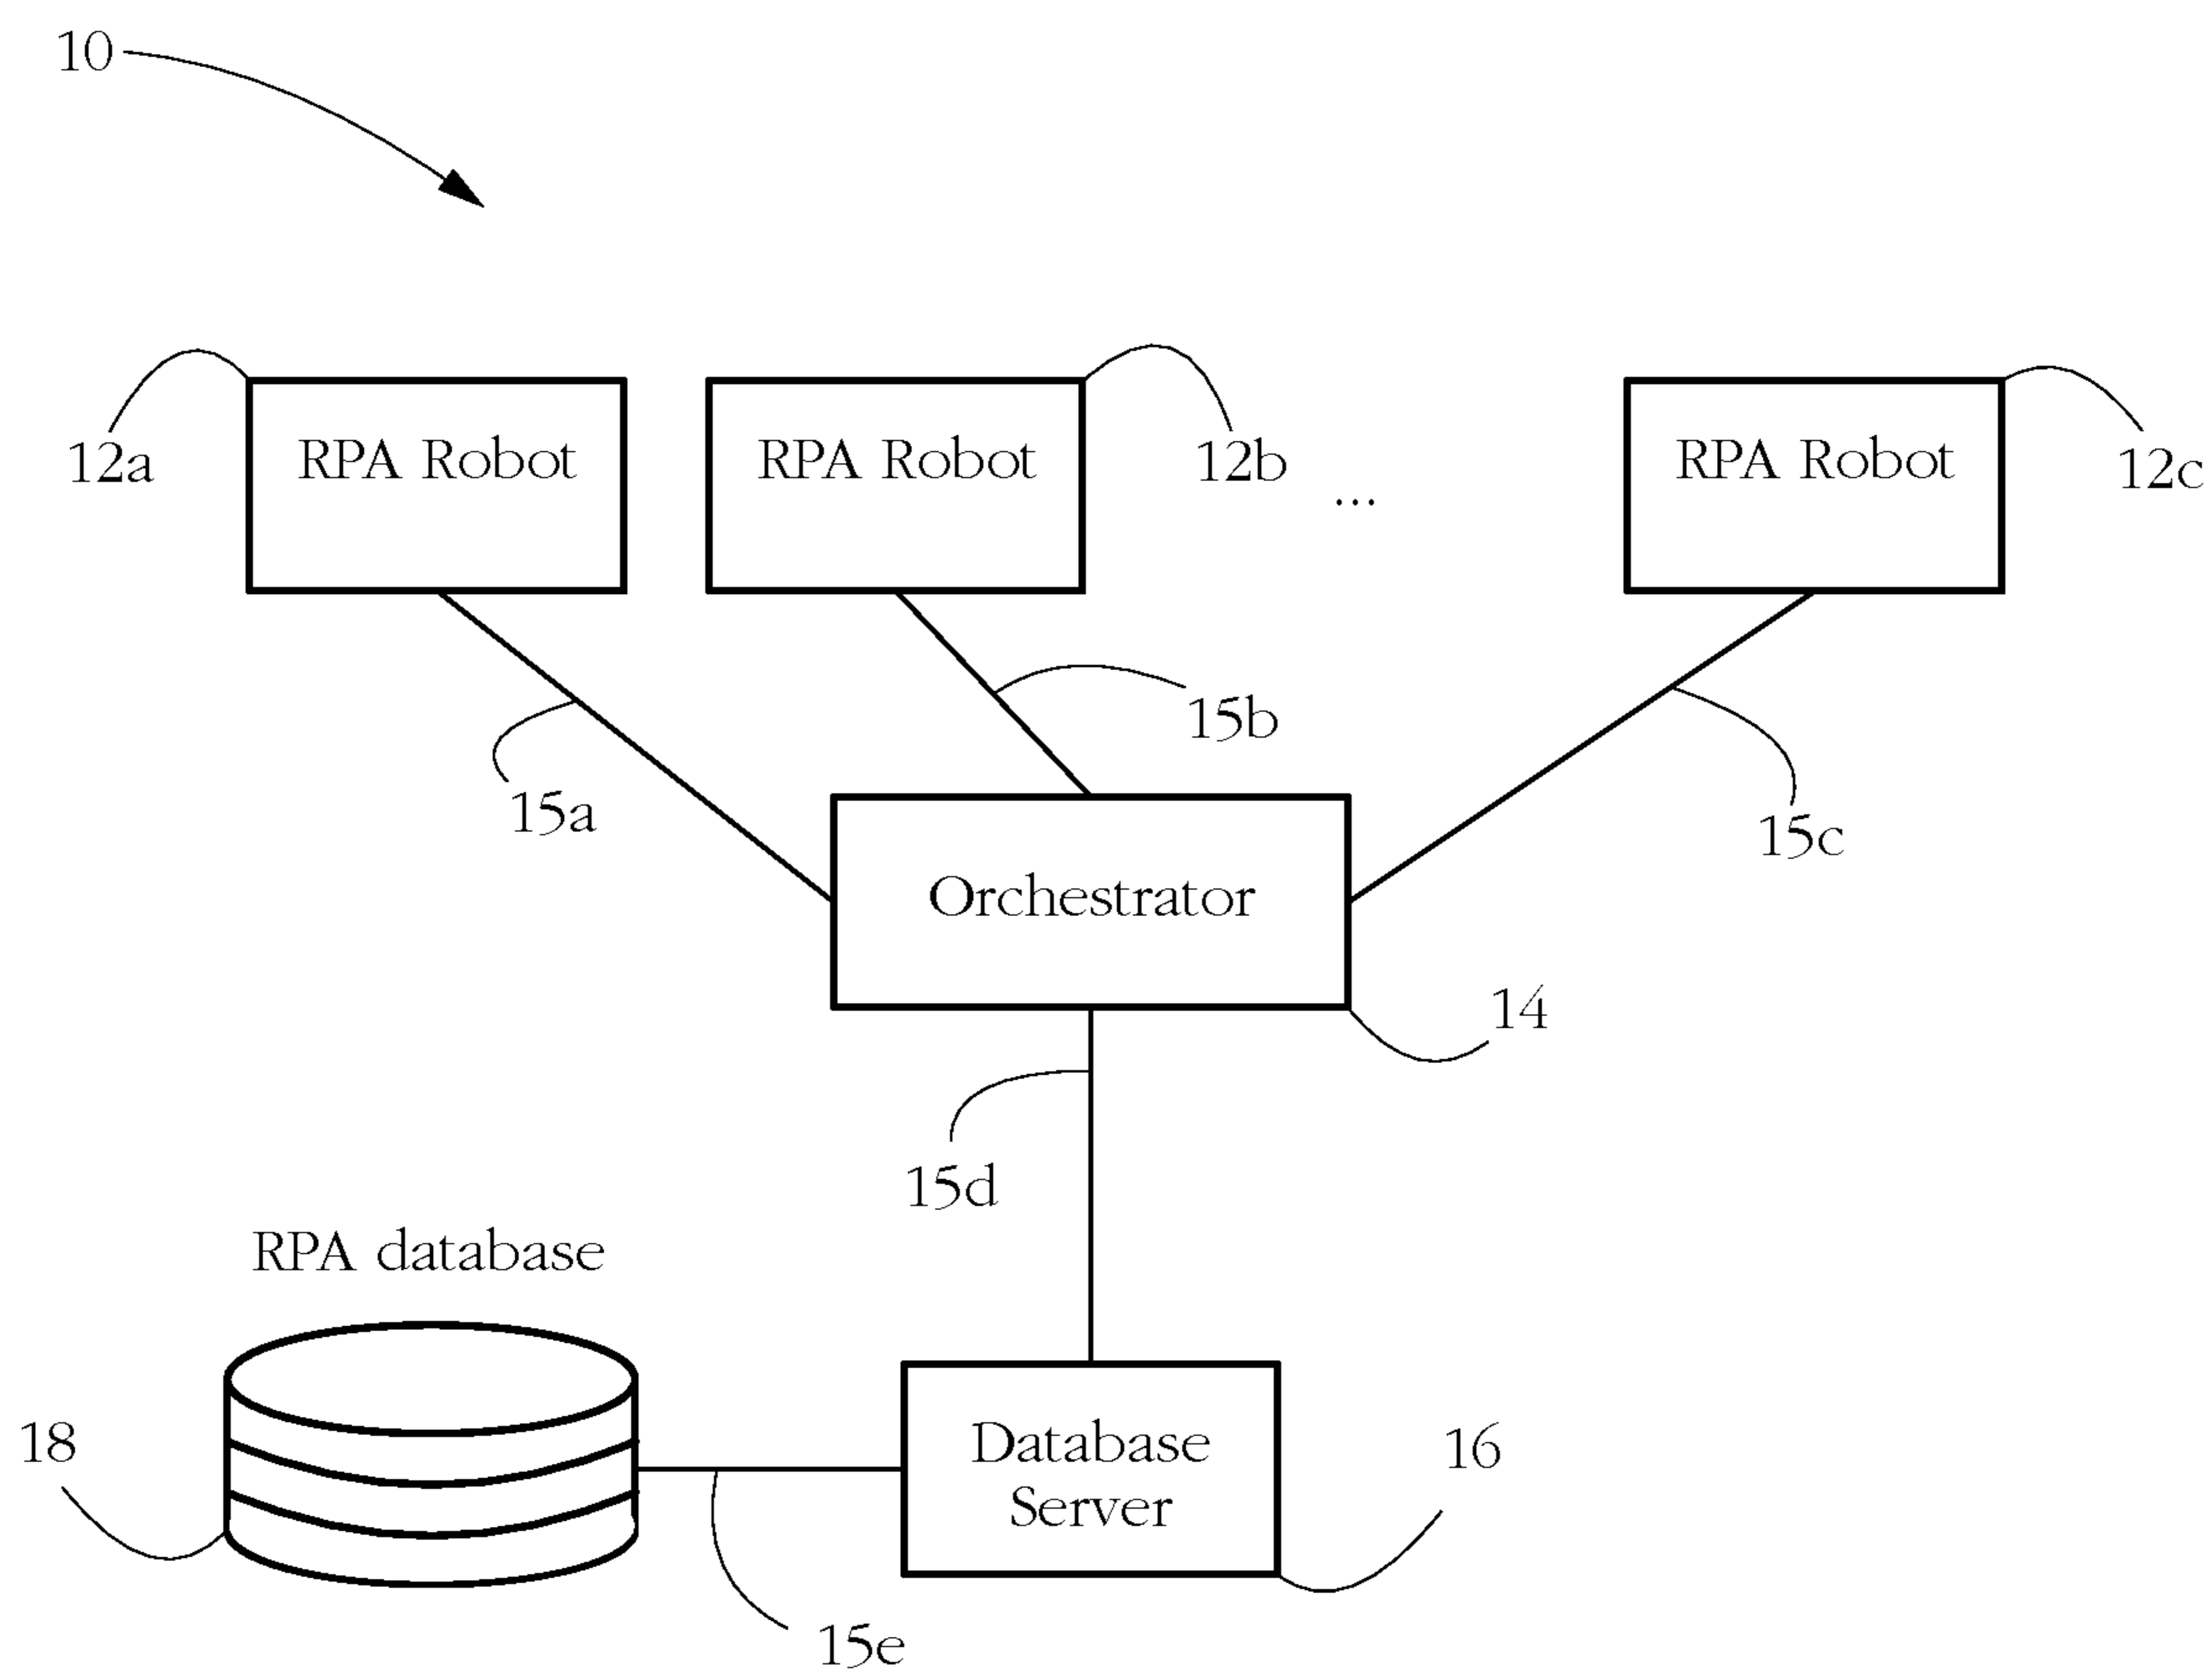 10
12a
RPA Robot
RPA Robot
12b
...
RPA Robot
12c
15a
15b
15c
Orchestrator
14
15d
RPA database
18
Database
Server
16
15e